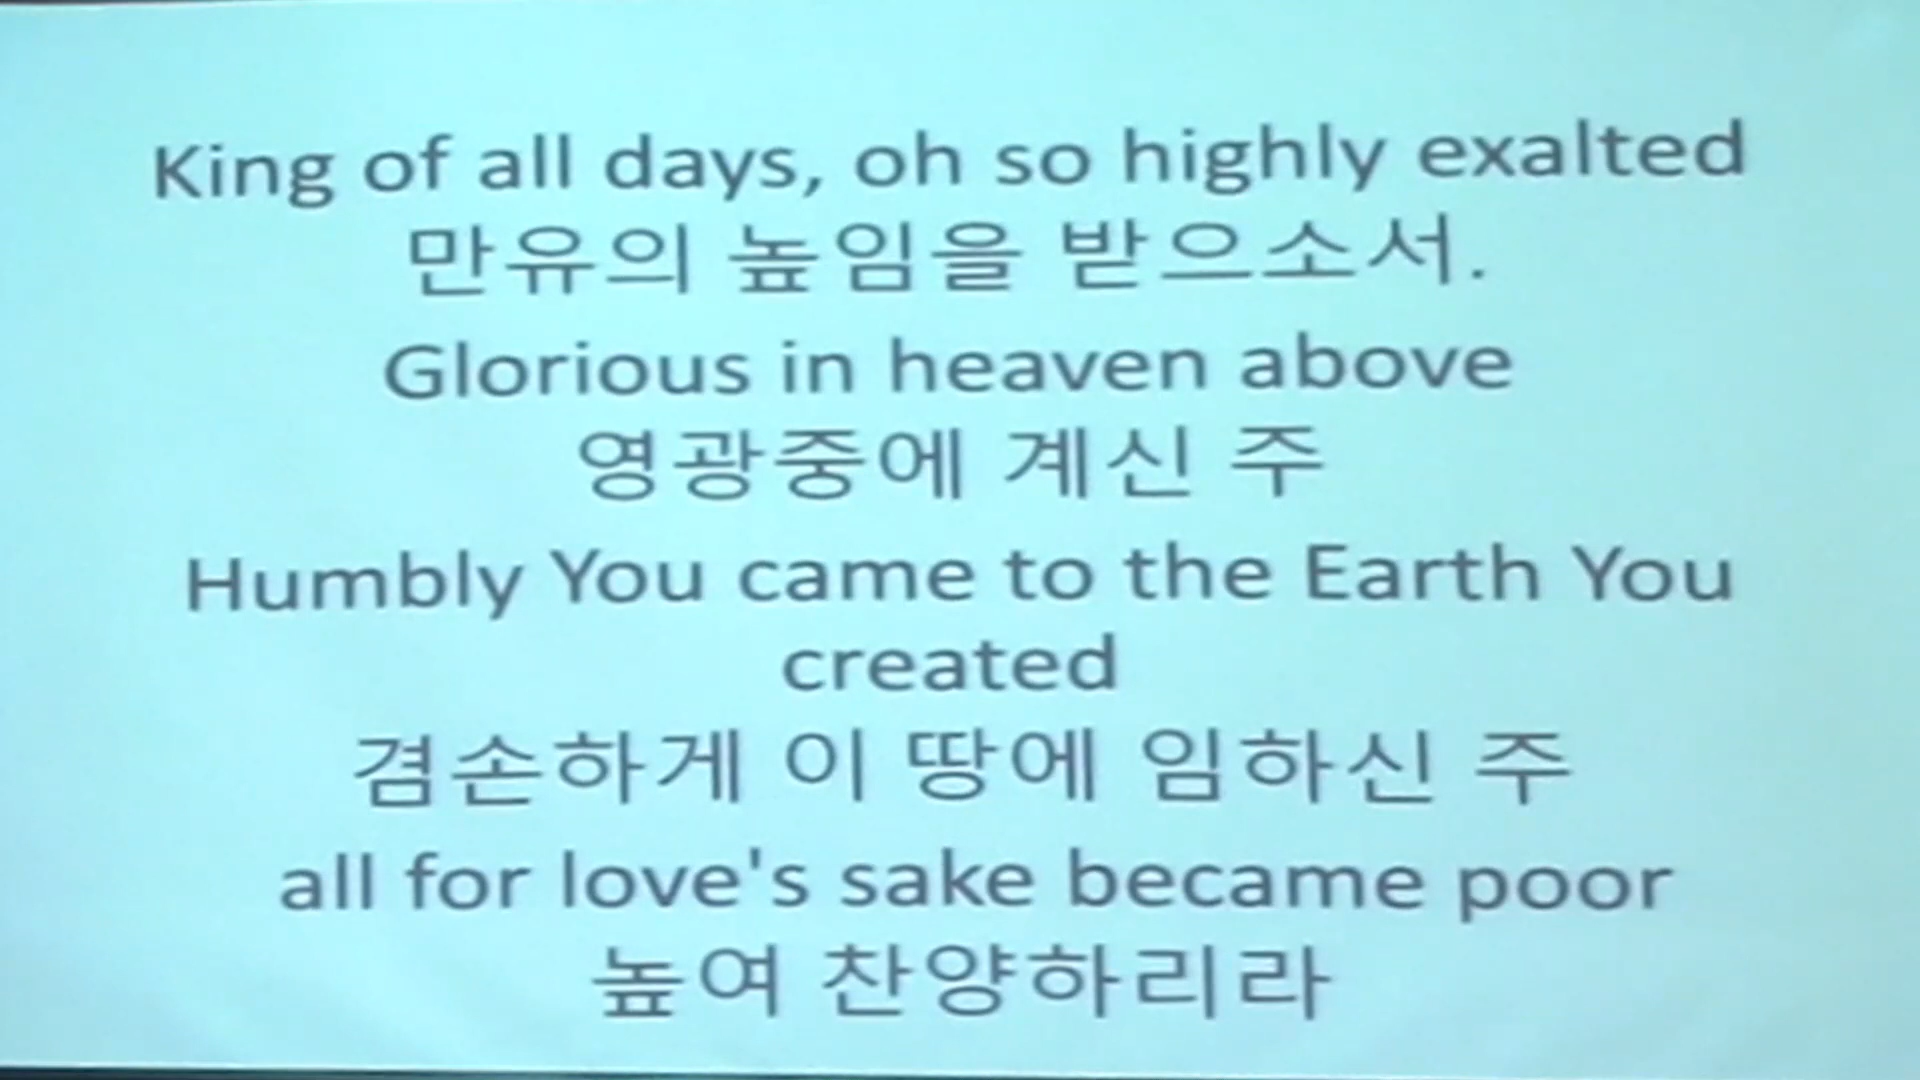 King of all days, oh so highly exalted
만유의 높임을 받으소서.
Glorious in heaven above
영광중에 계신 주
Humbly You came to the Earth You
created
겸손하게 이 땅에 임하신 주
all for love's sake became poor
높여 찬양하리라